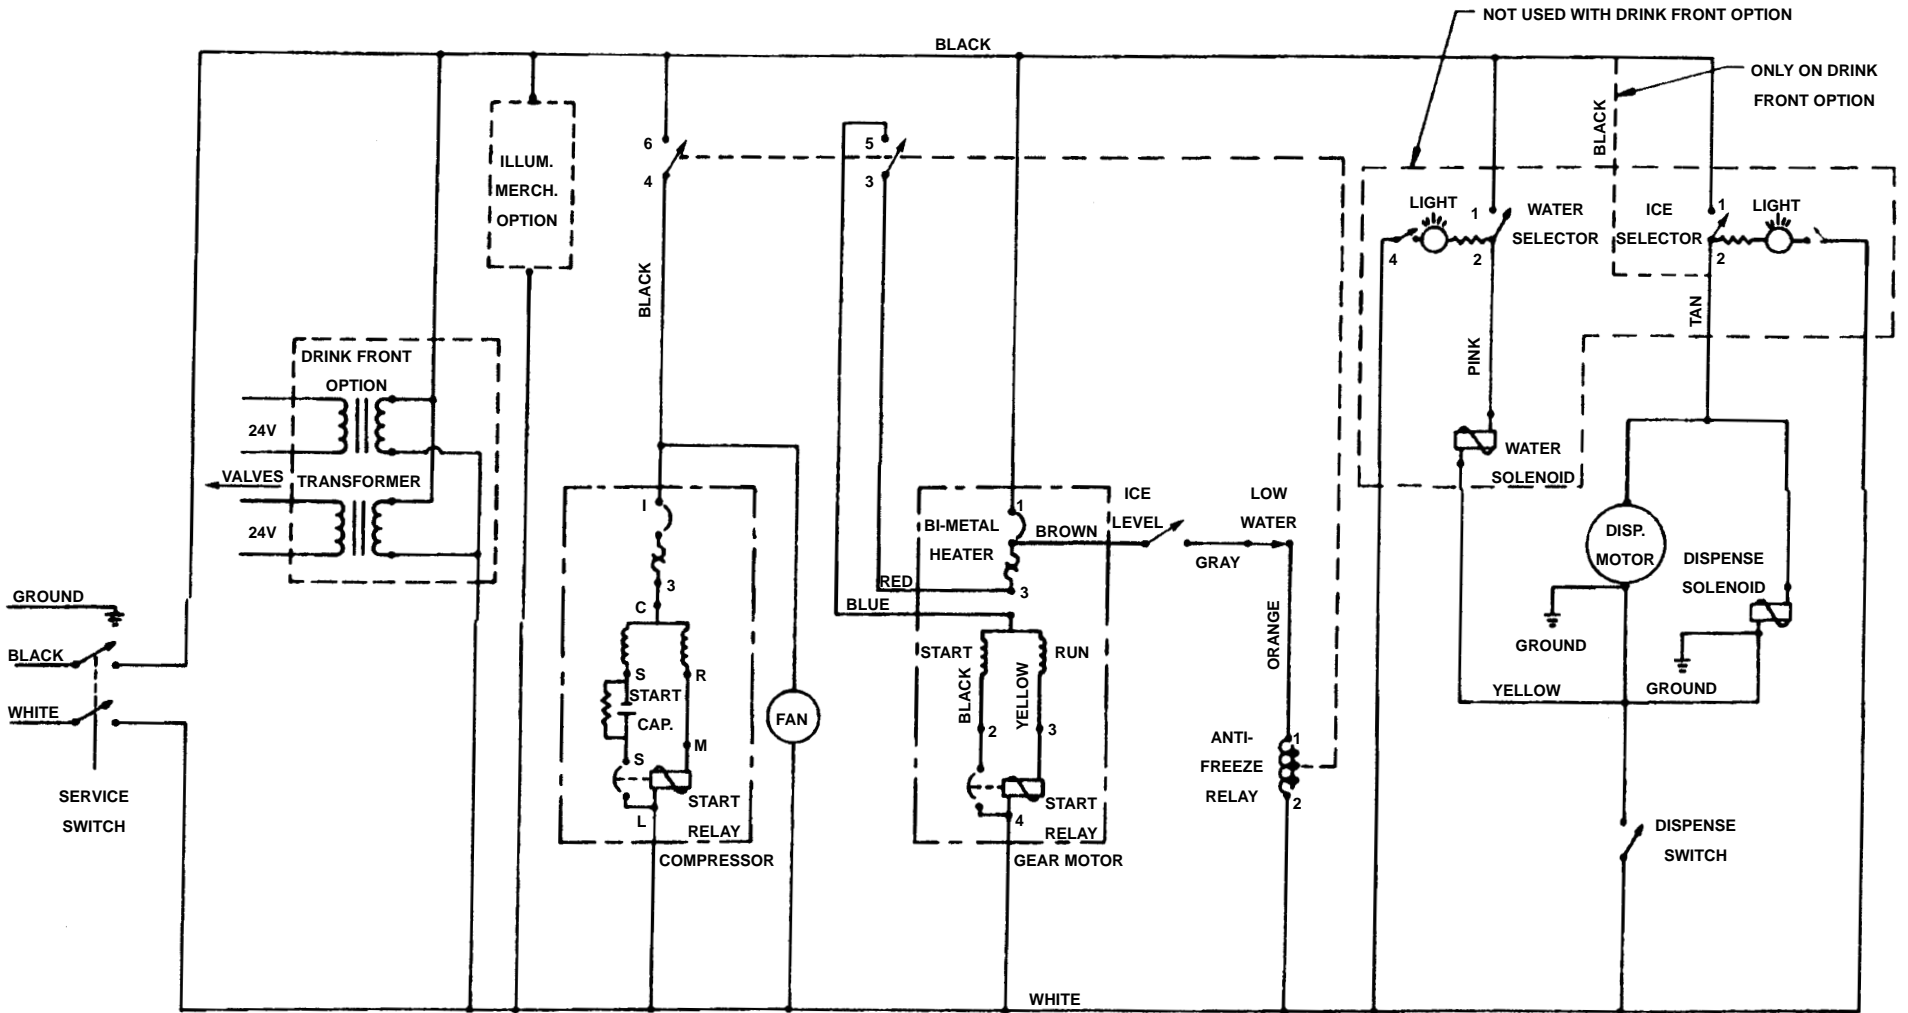 NOT USED WITH DRINK FRONT OPTION
BLACK
ONLY ON DRINK
FRONT OPTION
BLACK
6
4
5
3
ILLUM.
MERCH.
OPTION
BLACK
LIGHT
4
1
2
WATER
SELECTOR
ICE
SELECTOR
1
2
LIGHT
TAN
PINK
DRINK FRONT
OPTION
24V
VALVES
TRANSFORMER
24V
WATER
SOLENOID
I
3
C
S
R
START
CAP.
S
M
START
L
RELAY
COMPRESSOR
FAN
1
BI-METAL
HEATER
BROWN
RED
3
BLUE
START
RUN
BLACK
YELLOW
2
3
START
4
RELAY
GEAR MOTOR
ICE
LEVEL
LOW
WATER
GRAY
ORANGE
ANTI-
FREEZE
RELAY
1
2
DISP.
MOTOR
DISPENSE
SOLENOID
GROUND
GROUND
YELLOW
DISPENSE
SWITCH
GROUND
BLACK
WHITE
SERVICE
SWITCH
WHITE